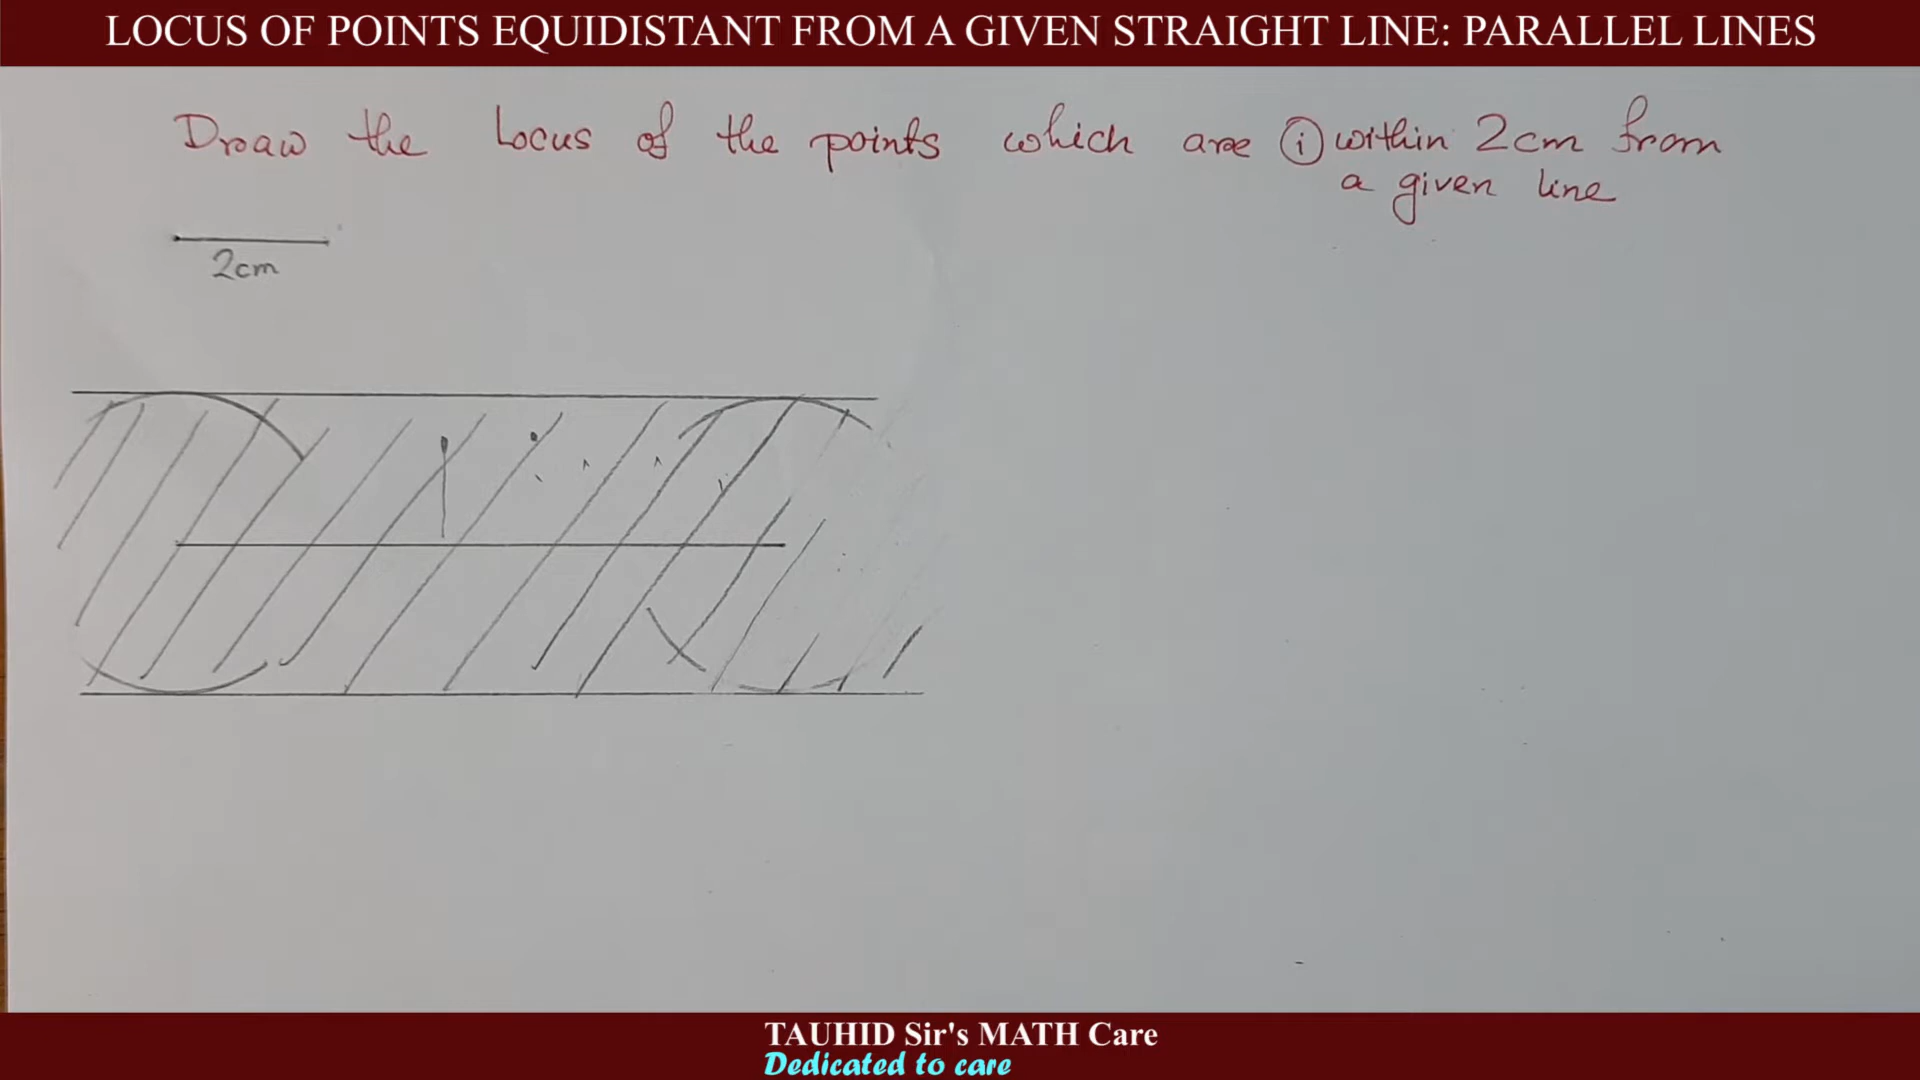 LOCUS OF POINTS EQUIDISTANT FROM A GIVEN STRAIGHT LINE: PARALLEL LINES
Draw the Locus of the points which are (i) within 2cm from
a given line
2cm
TAUHID Sir's MATH Care
Dedicated to care